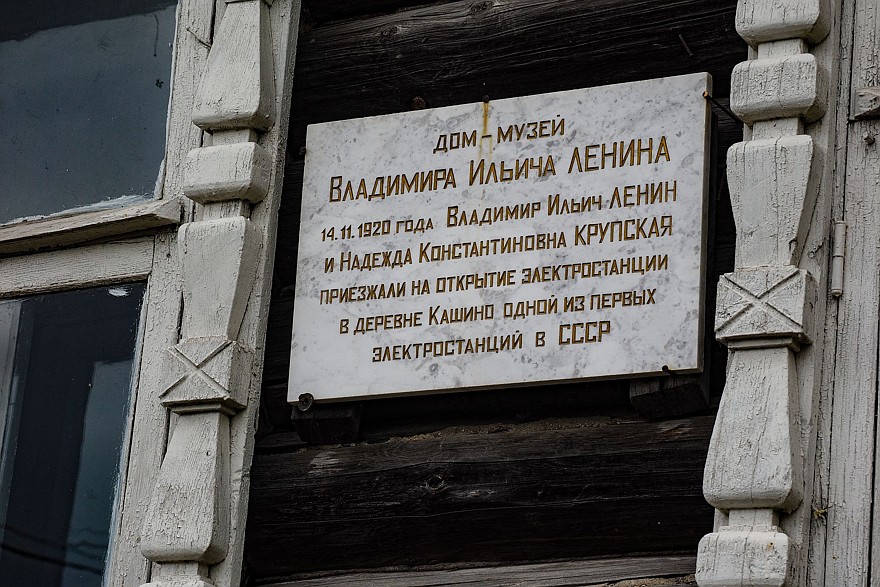 ДОМ-МУЗЕЙ
ВЛАДИМИРА ИЛЬИЧА ЛЕНИНА
14.11.1920 ГОДА ВЛАДИМИР ИЛЬИЧ ЛЕНИН
И НАДЕЖДА КОНСТАНТИНОВНА КРУПСКАЯ
ПРИЕЗЖАЛИ НА ОТКРЫТИЕ ЭЛЕКТРОСТАНЦИИ
В ДЕРЕВНЕ КАШИНО ОДНОЙ ИЗ ПЕРВЫХ
ЭЛЕКТРОСТАНЦИЙ В СССР